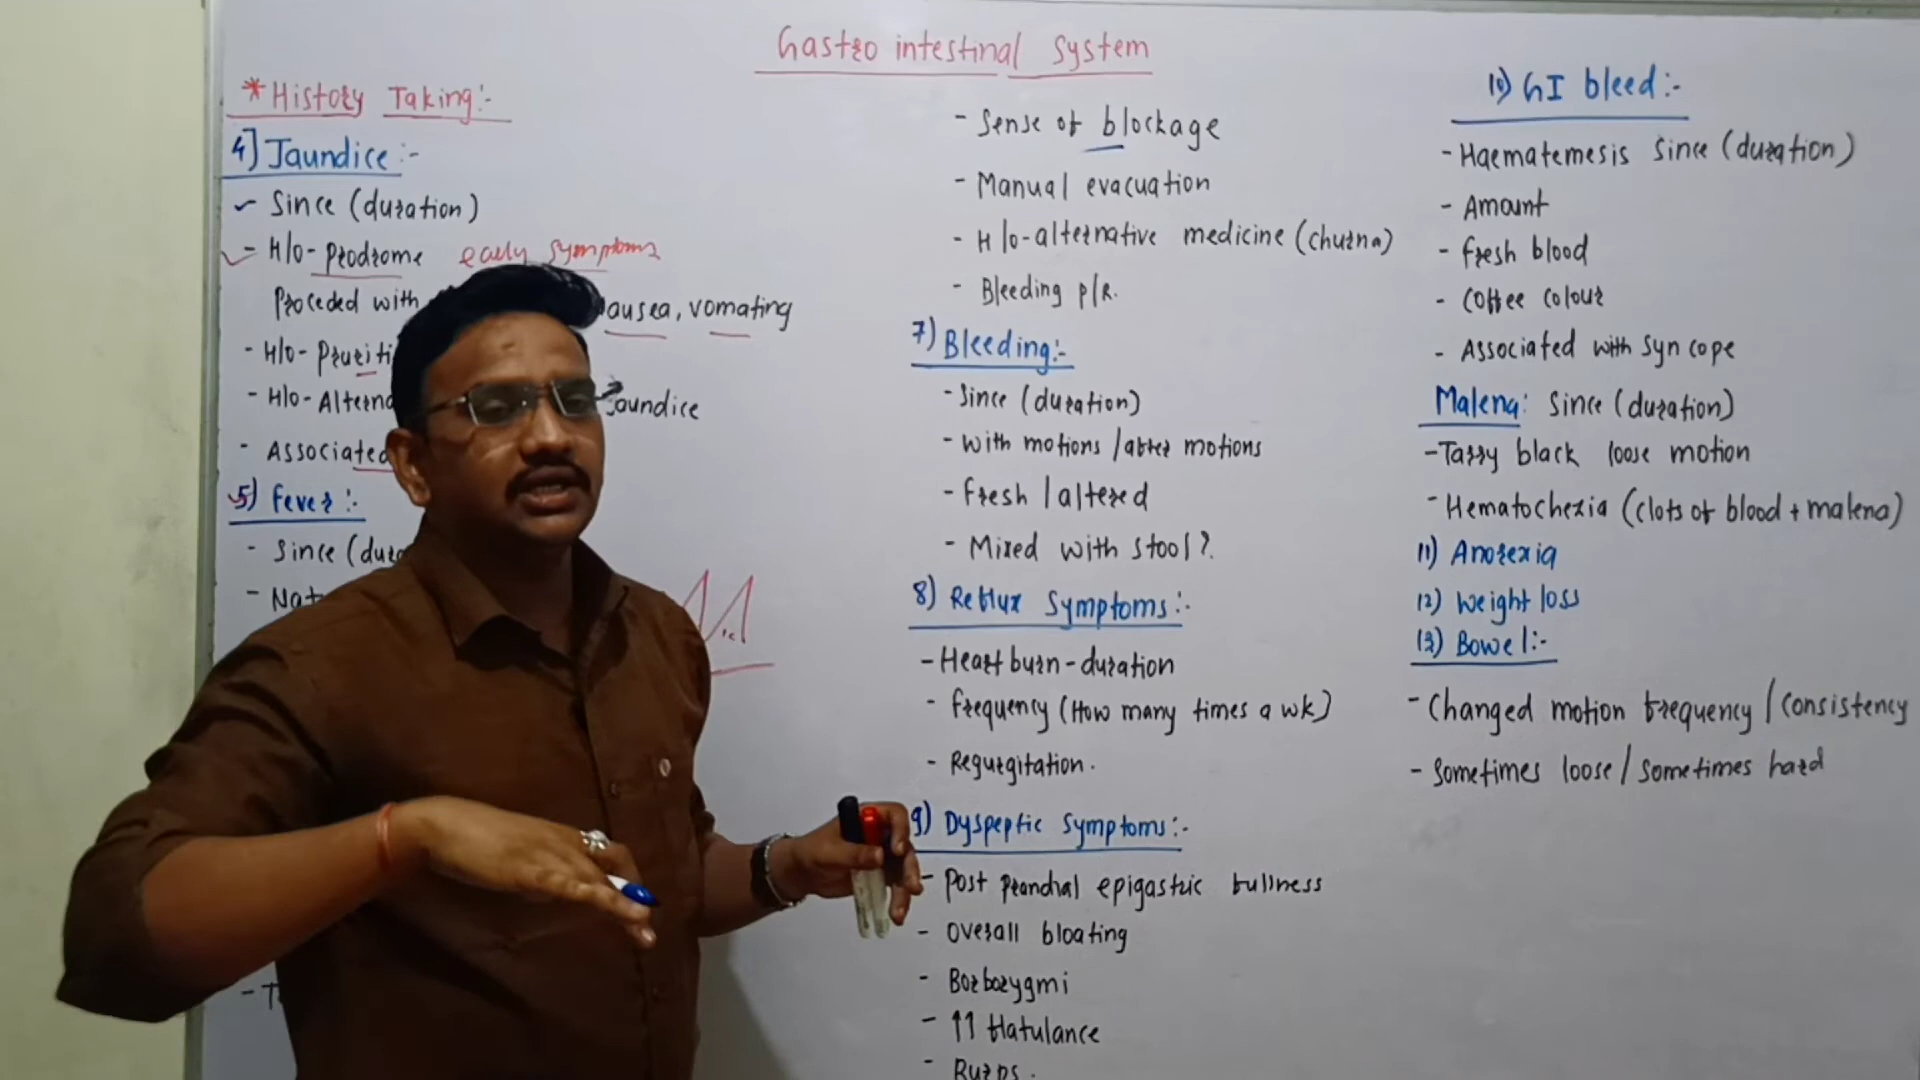 Gastro intestinal System
* History Taking:-
4] Jaundice:-
- Since (duration)
- H/o- Prodrome early symptoms
Proceded with ausea, vomating
- H/o- Pruriti
- H/o- Alterna Jaundice
- Associated
5) Fever:-
- Since (dura
- Nat
- Sense of blockage
- Manual evacuation
- H/o-alternative medicine (churna)
- Bleeding P/R.
7) Bleeding:-
- Since (duration)
- with motions / after motions
- Fresh / altered
- Mixed with stool?
8) Reflux Symptoms:-
- Heart burn-duration
- Frequency (How many times a wk)
- Regurgitation.
9) Dyspeptic Symptoms:-
- Post Prandial epigastric fullness
- Overall bloating
- Borborygmi
- ↑↑ flatulance
- Burps.
10) GI bleed:-
- Haematemesis Since (duration)
- Amount
- Fresh blood
- Coffee colour
- Associated with Syncope
Malena: Since (duration)
- Tarry black loose motion
- Hematochezia (clots of blood + malena)
11) Anorexia
12) Weight loss
13) Bowel:-
- Changed motion frequency / Consistency
- Sometimes loose / Sometimes hard